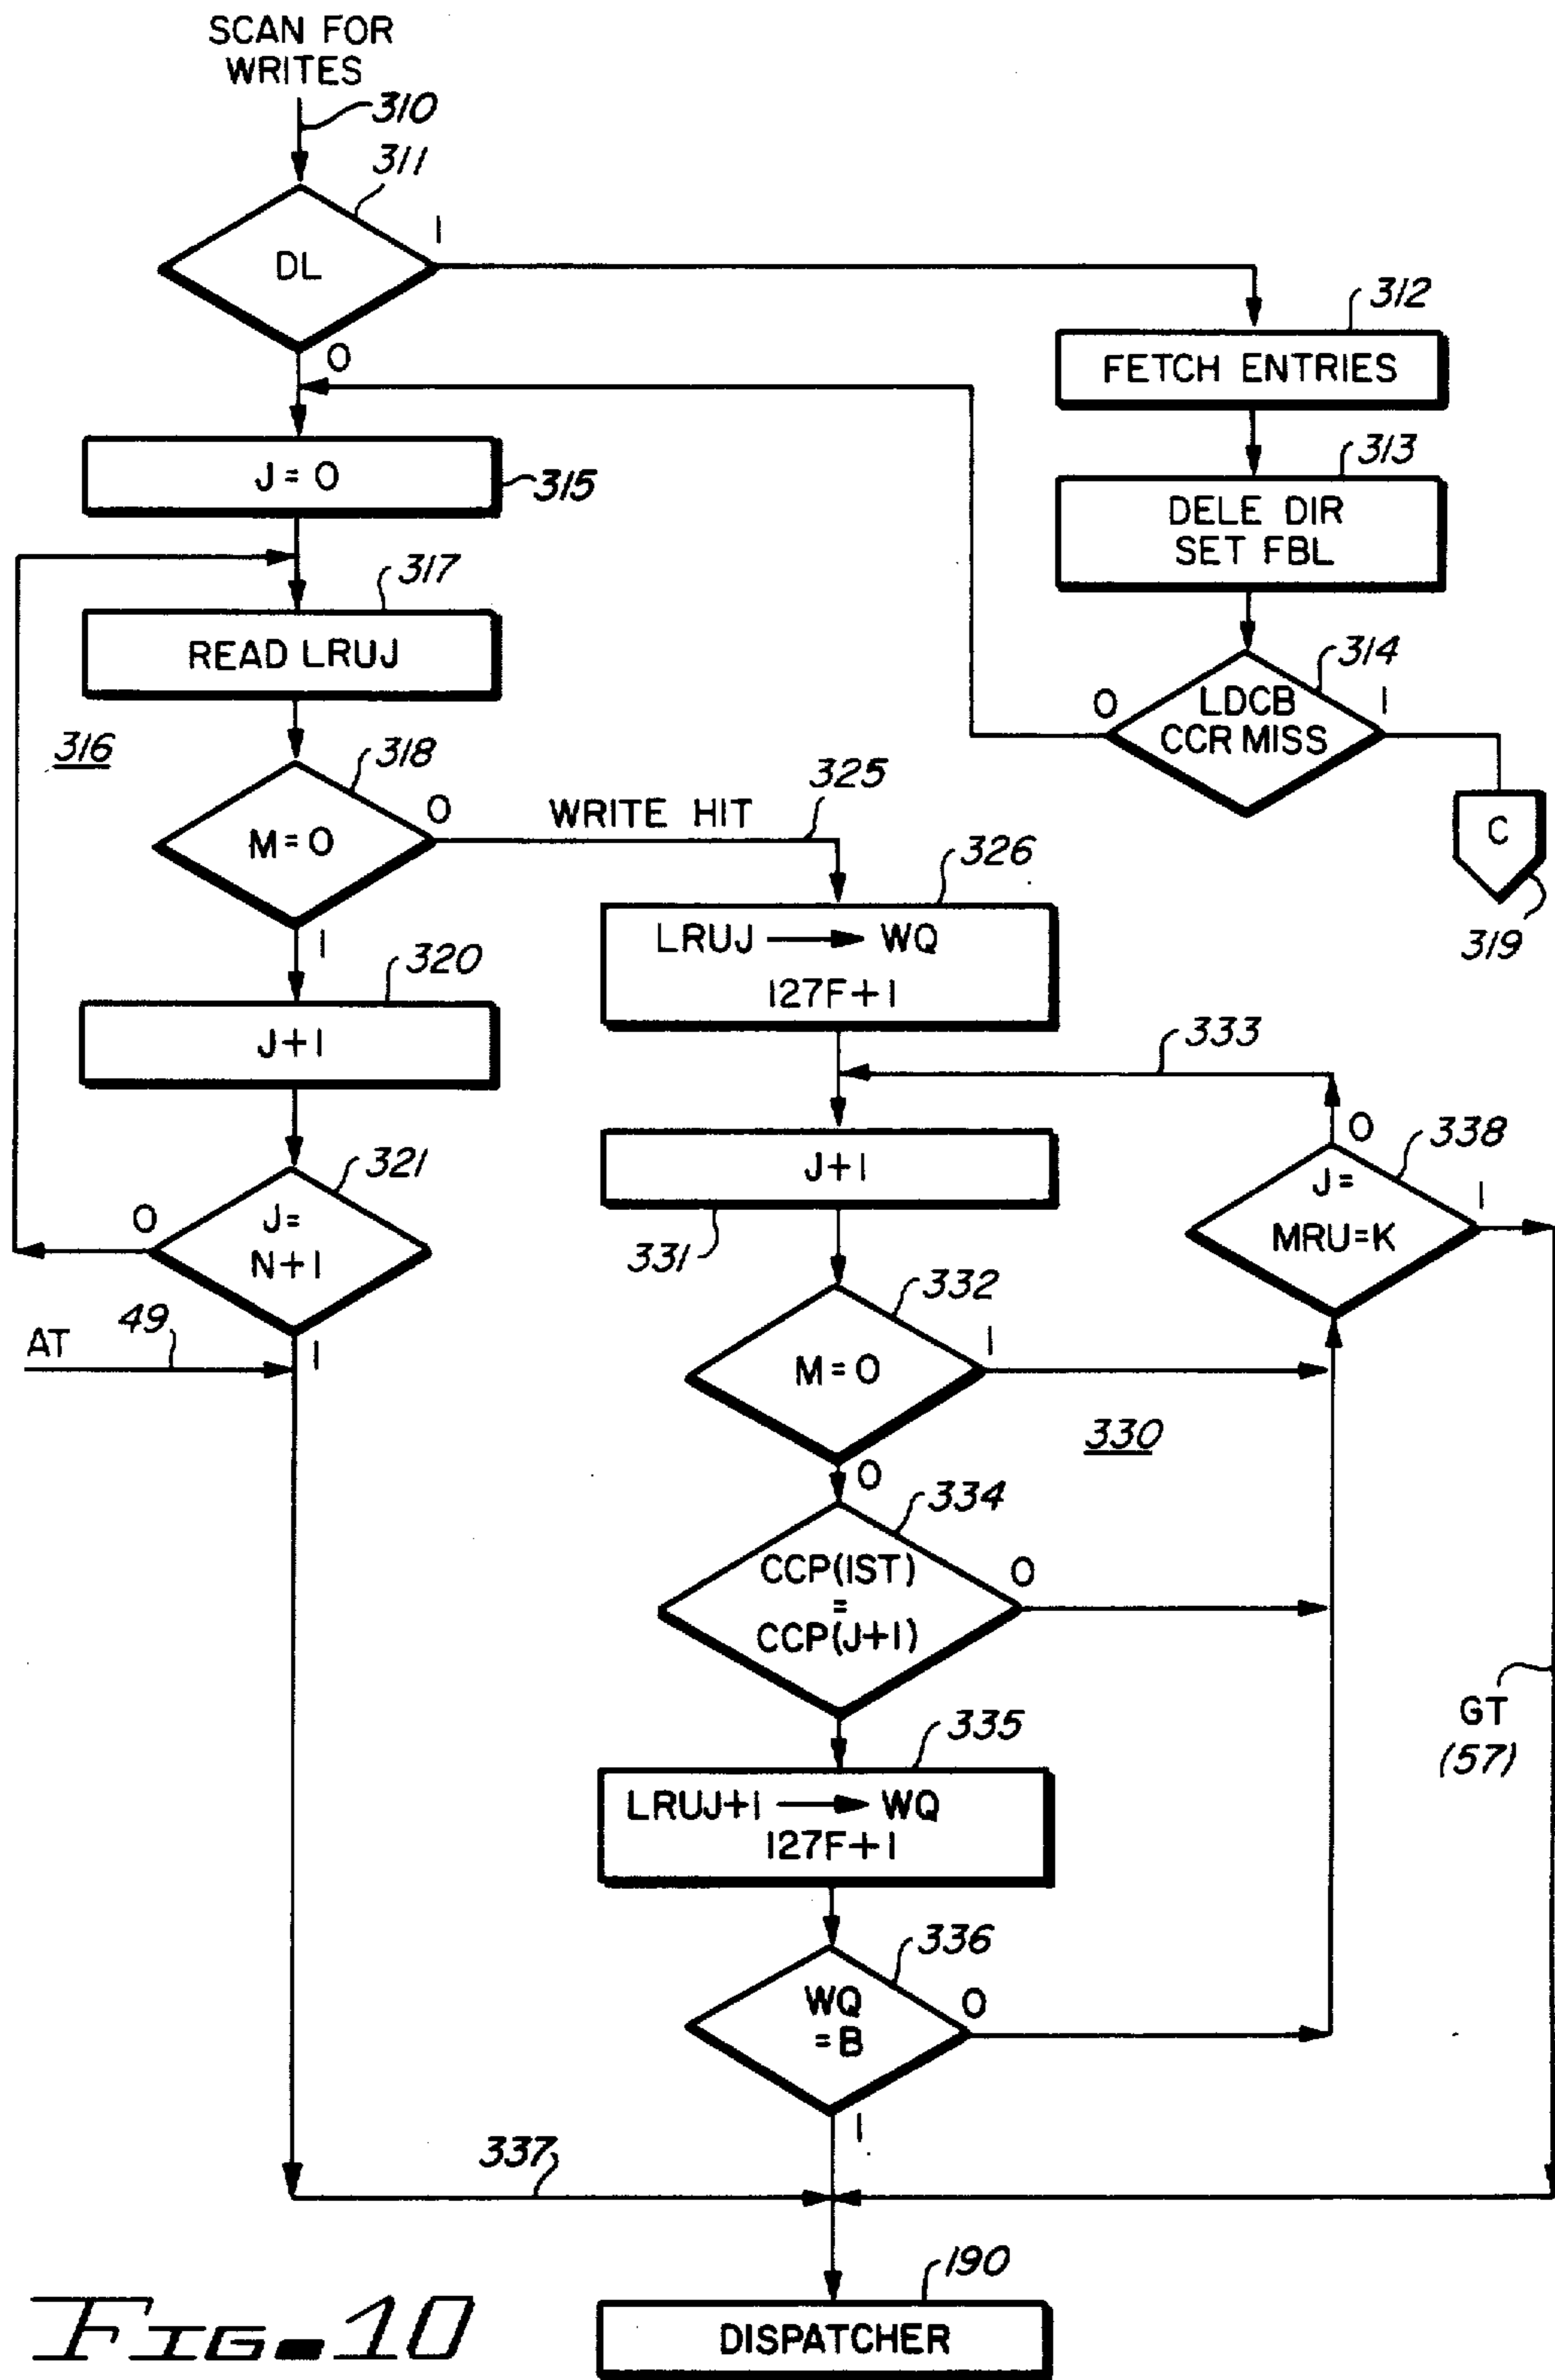 SCAN FOR
WRITES
310
311
DL
1
0
312
FETCH ENTRIES
313
DELE DIR
SET FBL
314
LDCB
CCR MISS
0
1
C
319
J = 0
315
317
READ LRUJ
316
318
M = 0
0
1
WRITE HIT
325
326
LRUJ → WQ
127F+1
320
J+1
321
J=
N+1
0
1
AT
49
333
J+1
331
338
J=
MRU=K
0
1
332
M = 0
1
0
330
334
CCP(IST)
=
CCP(J+1)
0
GT
(57)
335
LRUJ+1 → WQ
127F+1
336
WQ
=B
0
1
337
190
DISPATCHER
FIG. 10